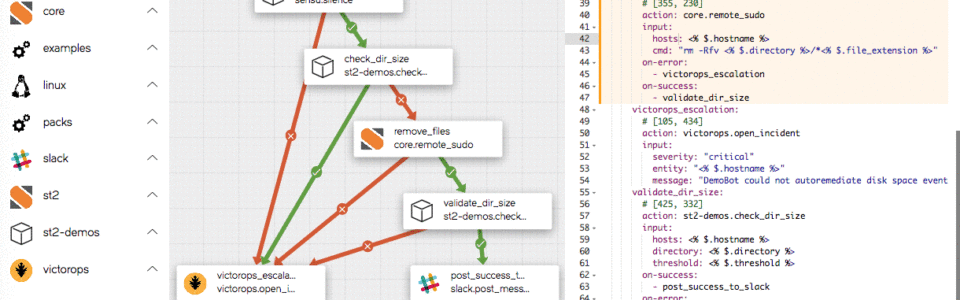 core
examples
linux
packs
slack
st2
st2-demos
victorops
sensu.silence
check_dir_size
st2-demos.check...
remove_files
core.remote_sudo
validate_dir_size
st2-demos.check...
victorops_escala...
victorops.open_i...
post_success_t...
slack.post_mess...
39 # [355, 230]
40 action: core.remote_sudo
41 input:
42 hosts: <% $.hostname %>
43 cmd: "rm -Rfv <% $.directory %>/*<% $.file_extension %>"
44 on-error:
45 - victorops_escalation
46 on-success:
47 - validate_dir_size
48 victorops_escalation:
49 # [105, 434]
50 action: victorops.open_incident
51 input:
52 severity: "critical"
53 entity: "<% $.hostname %>"
54 message: "DemoBot could not autoremediate disk space event
55 validate_dir_size:
56 # [425, 332]
57 action: st2-demos.check_dir_size
58 input:
59 hosts: <% $.hostname %>
60 directory: <% $.directory %>
61 threshold: <% $.threshold %>
62 on-success:
63 - post_success_to_slack
64 on-error: